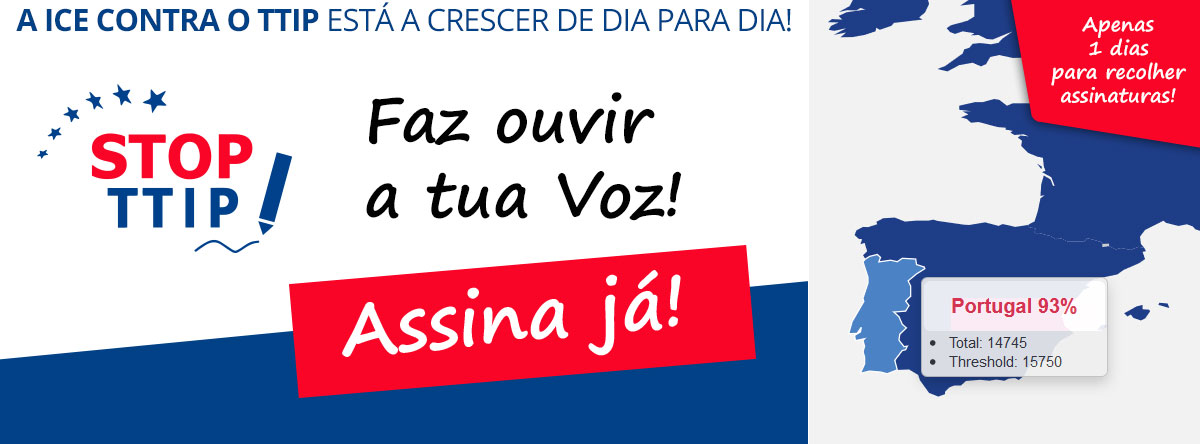 A ICE CONTRA O TTIP ESTÁ A CRESCER DE DIA PARA DIA!
STOP
TTIP
Faz ouvir
a tua Voz!
Assina já!
Apenas
1 dias
para recolher
assinaturas!
Portugal 93%
Total: 14745
Threshold: 15750